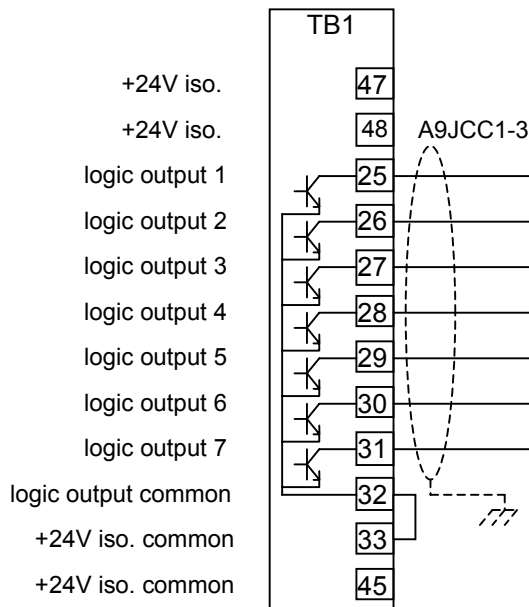 TB1
+24V iso. 47
+24V iso. 48 A9JCC1-3
logic output 1 25
logic output 2 26
logic output 3 27
logic output 4 28
logic output 5 29
logic output 6 30
logic output 7 31
logic output common 32
+24V iso. common 33
+24V iso. common 45